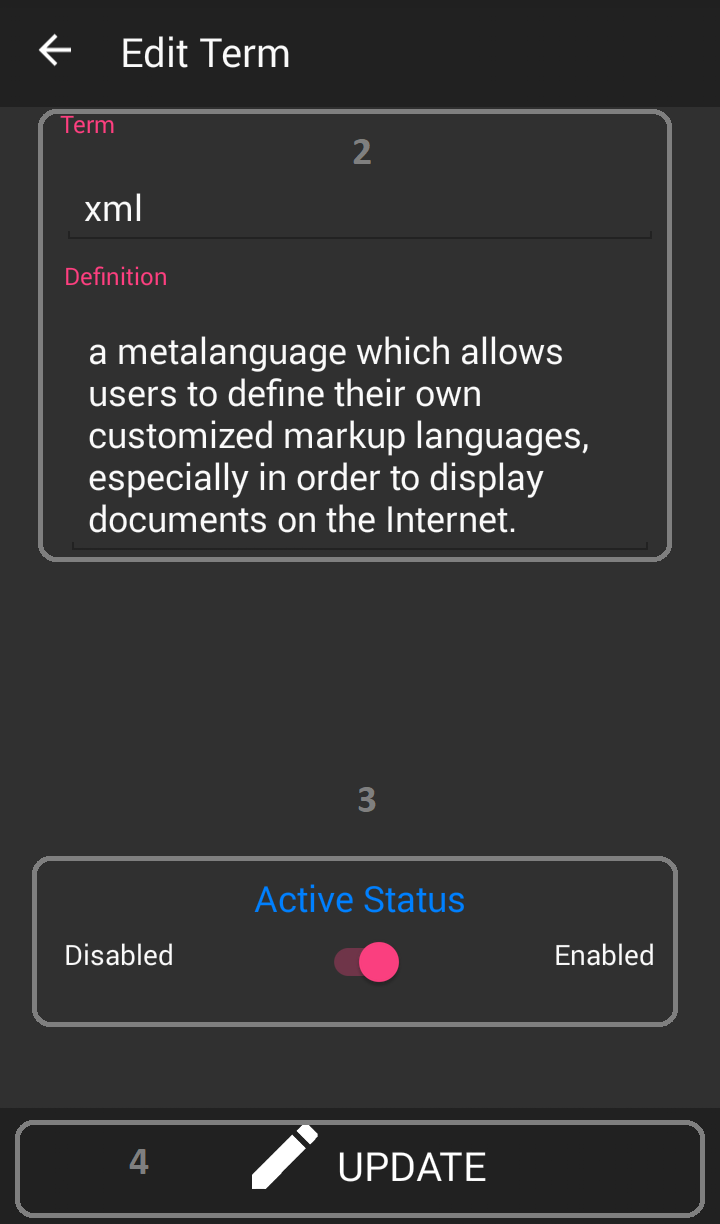 Edit Term
Term
2
xml
Definition
a metalanguage which allows
users to define their own
customized markup languages,
especially in order to display
documents on the Internet.
3
Active Status
Disabled Enabled
4 UPDATE